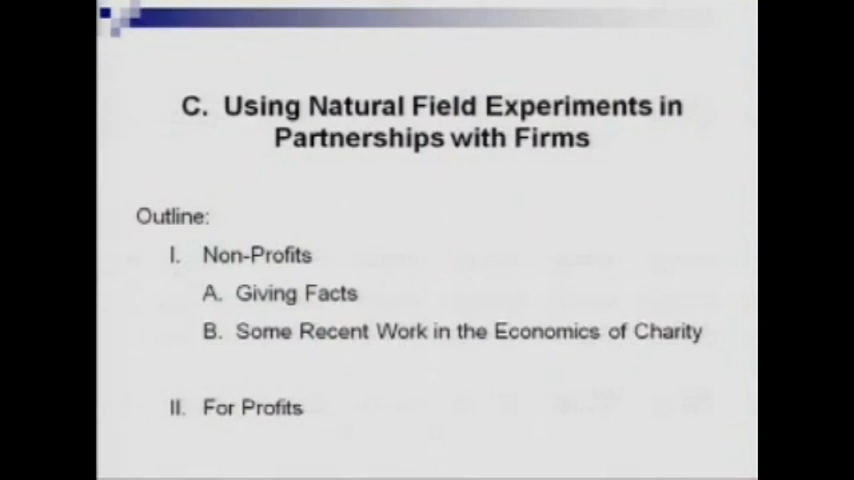 C. Using Natural Field Experiments in
Partnerships with Firms
Outline:
I. Non-Profits
A. Giving Facts
B. Some Recent Work in the Economics of Charity
II. For Profits